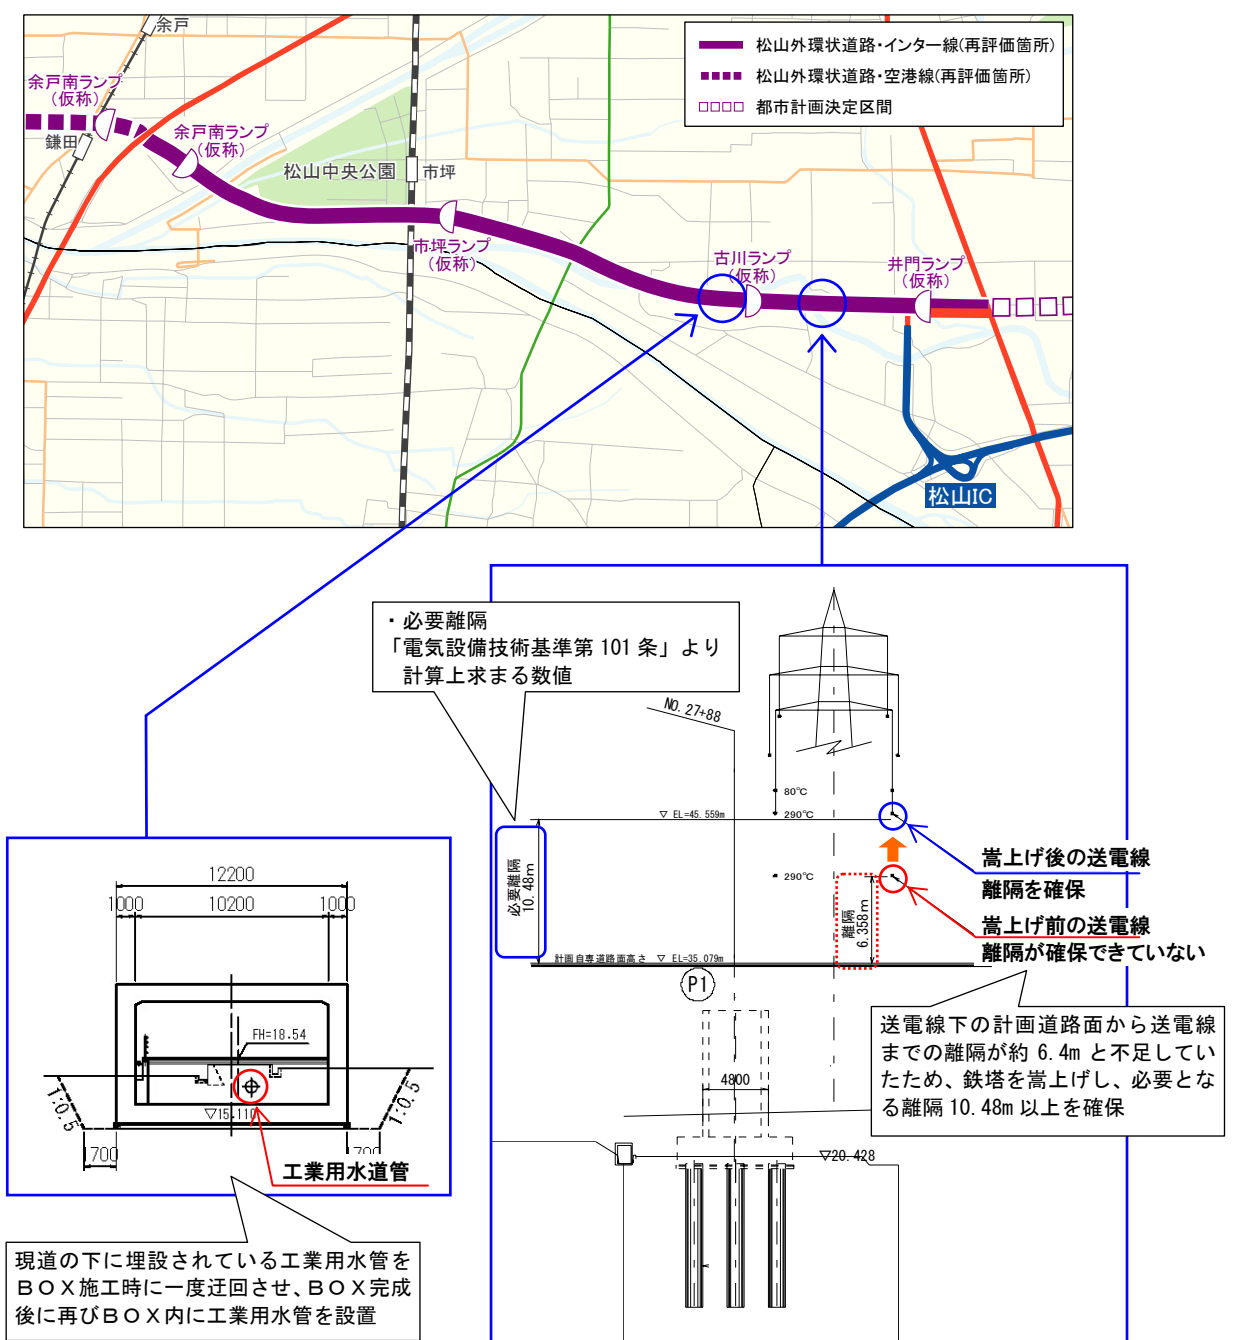 余戸
松山外環状道路・インター線(再評価箇所)
松山外環状道路・空港線(再評価箇所)
都市計画決定区間
余戸南ランプ
(仮称)
余戸南ランプ
(仮称)
鎌田
松山中央公園
市坪
市坪ランプ
(仮称)
古川ランプ
(仮称)
井門ランプ
(仮称)
松山IC
・必要離隔
「電気設備技術基準第 101 条」より
計算上求まる数値
NO.27+88
80℃
▽ EL=45.559m
290℃
必要離隔
10.48m
290℃
離隔
6.358m
嵩上げ後の送電線
離隔を確保
嵩上げ前の送電線
離隔が確保できていない
計画自専道路面高さ ▽ EL=35.079m
P1
送電線下の計画道路面から送電線
までの離隔が約 6.4m と不足してい
たため、鉄塔を嵩上げし、必要とな
る離隔 10.48m 以上を確保
4800
▽20.428
12200
1000
10200
1000
FH=18.54
▽15.110
1:0.5
1:0.5
700
700
工業用水道管
現道の下に埋設されている工業用水管を
BOX施工時に一度迂回させ、BOX完成
後に再びBOX内に工業用水管を設置